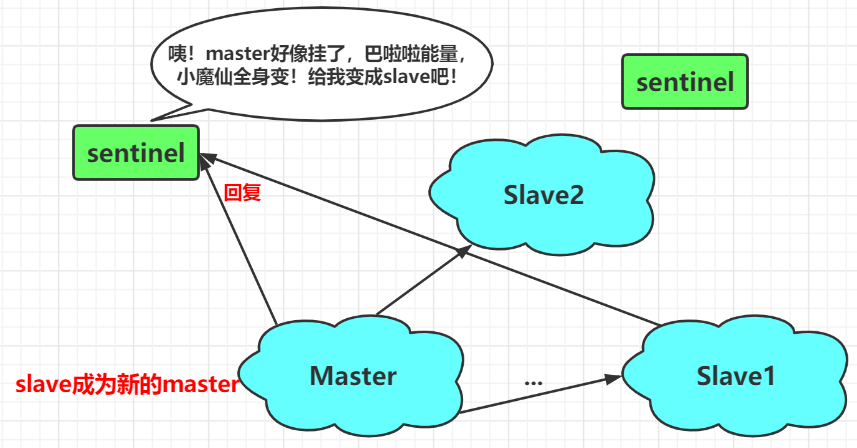 咦！master好像挂了，巴啦啦能量，
小魔仙全身变！给我变成slave吧！
sentinel
sentinel
回复
Slave2
slave成为新的master
Master
...
Slave1